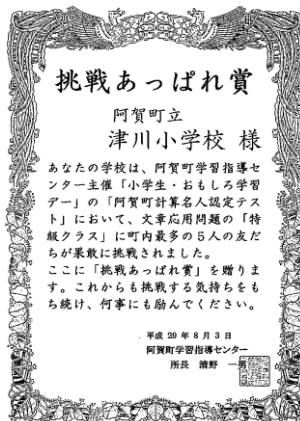 挑戦あっぱれ賞
阿賀町立
津川小学校 様
あなたの学校は、阿賀町学習指導セ
ンター主催「小学生・おもしろ学習
デー」の「阿賀町計算名人認定テス
ト」において、文章応用問題の「特
級クラス」に町内最多の5人の友だ
ちが果敢に挑戦されました。
ここに「挑戦あっぱれ賞」を贈りま
す。これからも挑戦する気持ちをも
ち続け、何事にも励んでください。
平成 29 年 8 月 3 日
阿賀町学習指導センター
所長 清野 一男